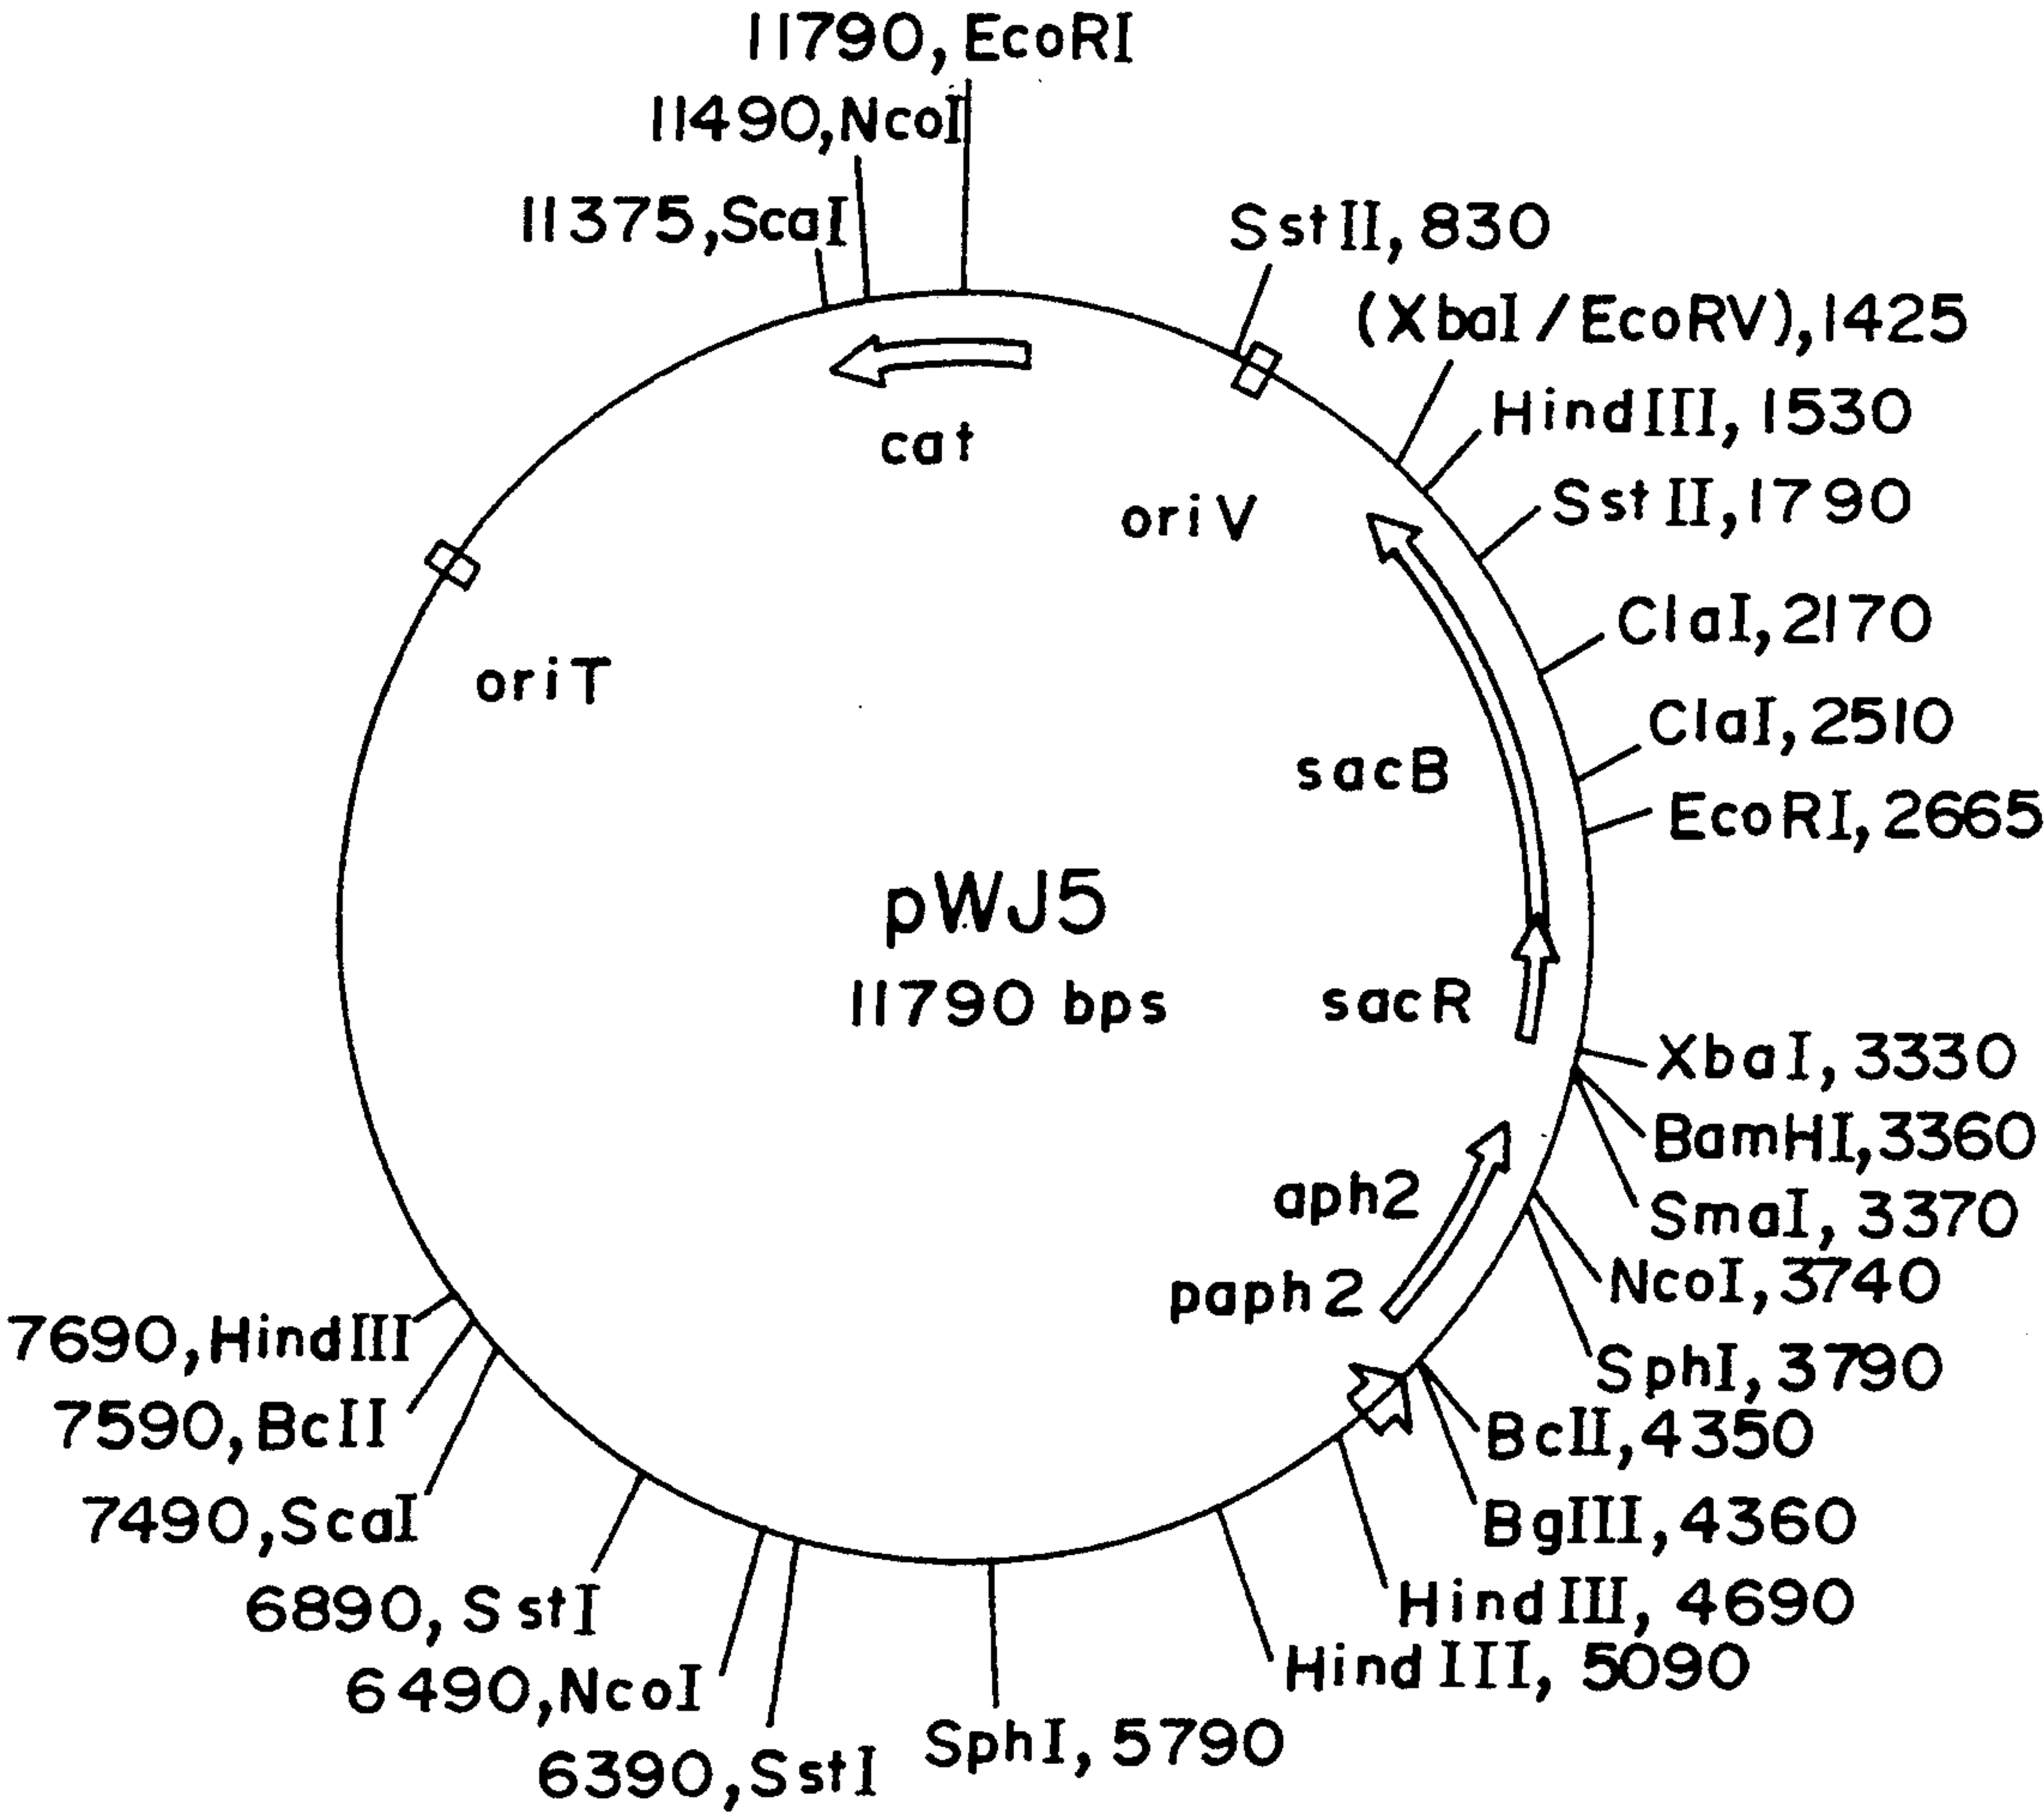 11790, EcoRI
11490, NcoI
11375, ScaI
SstII, 830
(XbaI/EcoRV), 1425
HindIII, 1530
SstII, 1790
ClaI, 2170
ClaI, 2510
EcoRI, 2665
cat
oriV
oriT
sacB
pWJ5
11790 bps
sacR
XbaI, 3330
BamHI, 3360
SmaI, 3370
aph2
paph2
NcoI, 3740
SphI, 3790
BclI, 4350
BglII, 4360
HindIII, 4690
HindIII, 5090
SphI, 5790
7690, HindIII
7590, BclI
7490, ScaI
6890, SstI
6490, NcoI
6390, SstI